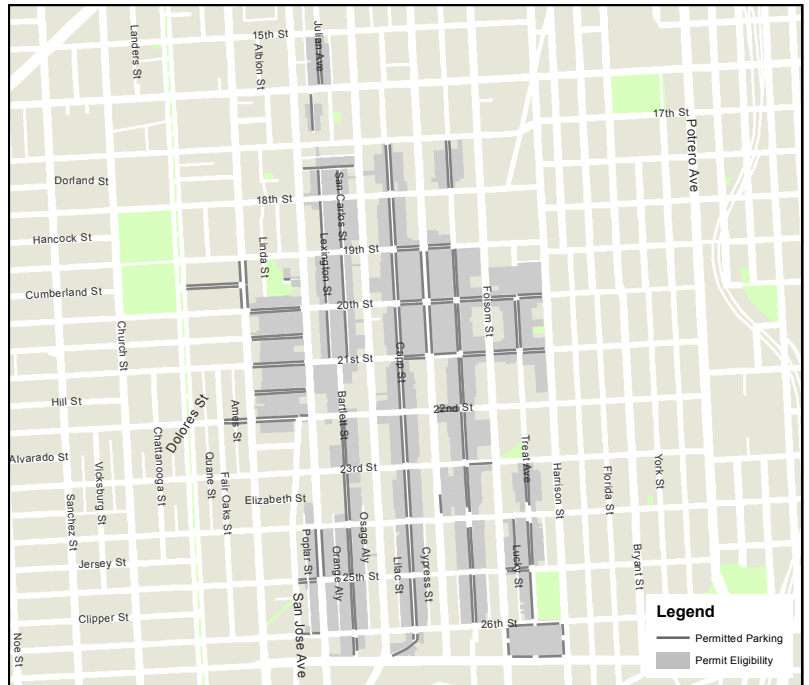 Landers St
15th St
Albion St
Julian Ave
17th St
Potrero Ave
Dorland St
18th St
San Carlos St
Hancock St
Linda St
Lexington St
19th St
Cumberland St
20th St
Folsom St
Church St
21st St
Capp St
Hill St
Dolores St
Ames St
Bartlett St
22nd St
Alvarado St
Chattanooga St
Quane St
Fair Oaks St
23rd St
Treat Ave
Harrison St
Florida St
York St
Vicksburg St
Sanchez St
Elizabeth St
Osage Aly
Poplar St
Orange Aly
Lilac St
Cypress St
Lucky St
Bryant St
Jersey St
25th St
San Jose Ave
Clipper St
26th St
Noe St
Legend
Permitted Parking
Permit Eligibility